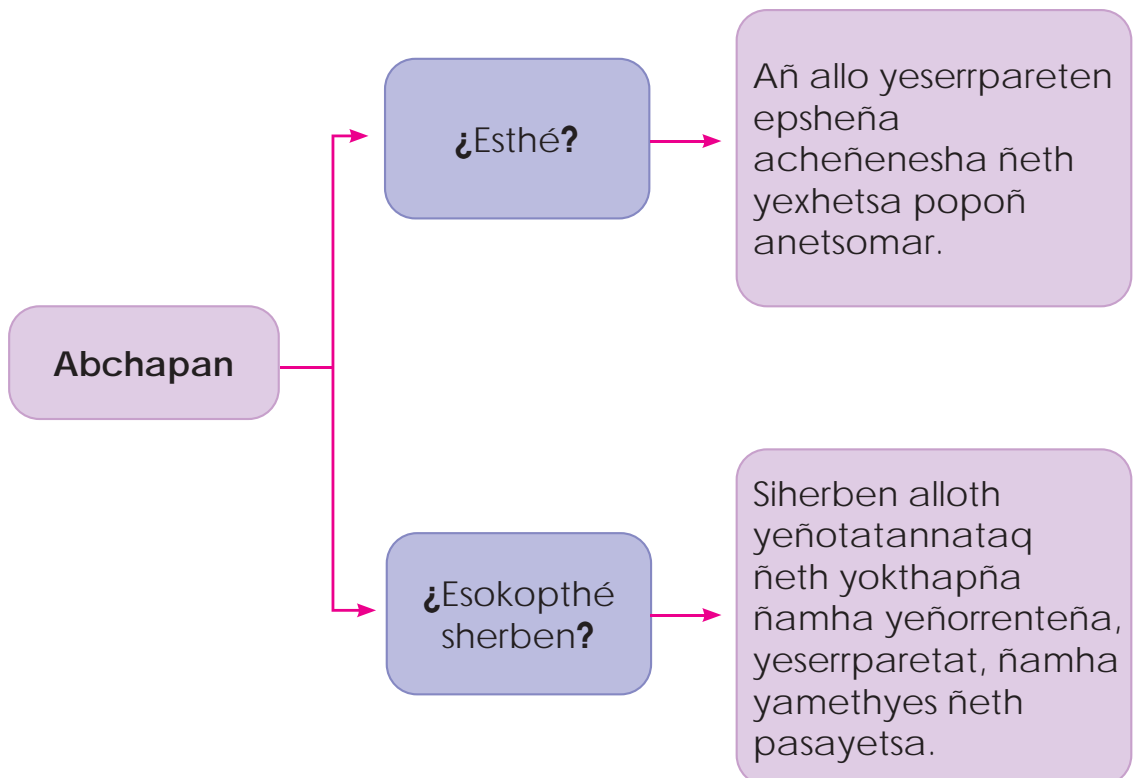 Abchapan
¿Esthé?
Añ allo yeserrpareten
epsheña
acheñenesha ñeth
yexhetsa popoñ
anetsomar.
¿Esokopthé
sherben?
Siherben alloth
yeñotatannataq
ñeth yokthapña
ñamha yeñorrenteña,
yeserrparetat, ñamha
yamethyes ñeth
pasayetsa.